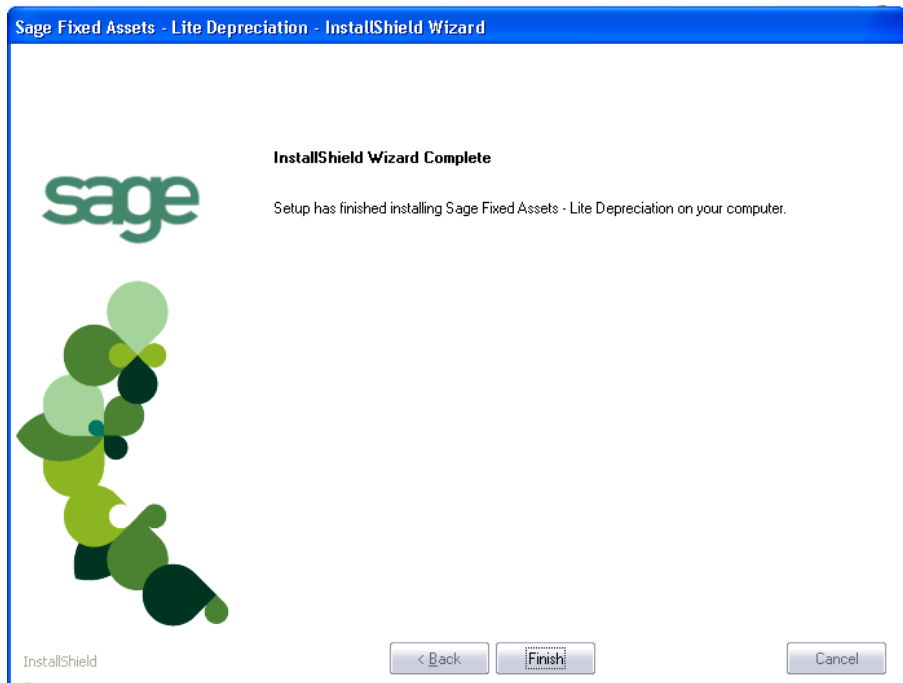 Sage Fixed Assets - Lite Depreciation - InstallShield Wizard
InstallShield Wizard Complete
sage
Setup has finished installing Sage Fixed Assets - Lite Depreciation on your computer.
InstallShield
< Back
Finish
Cancel